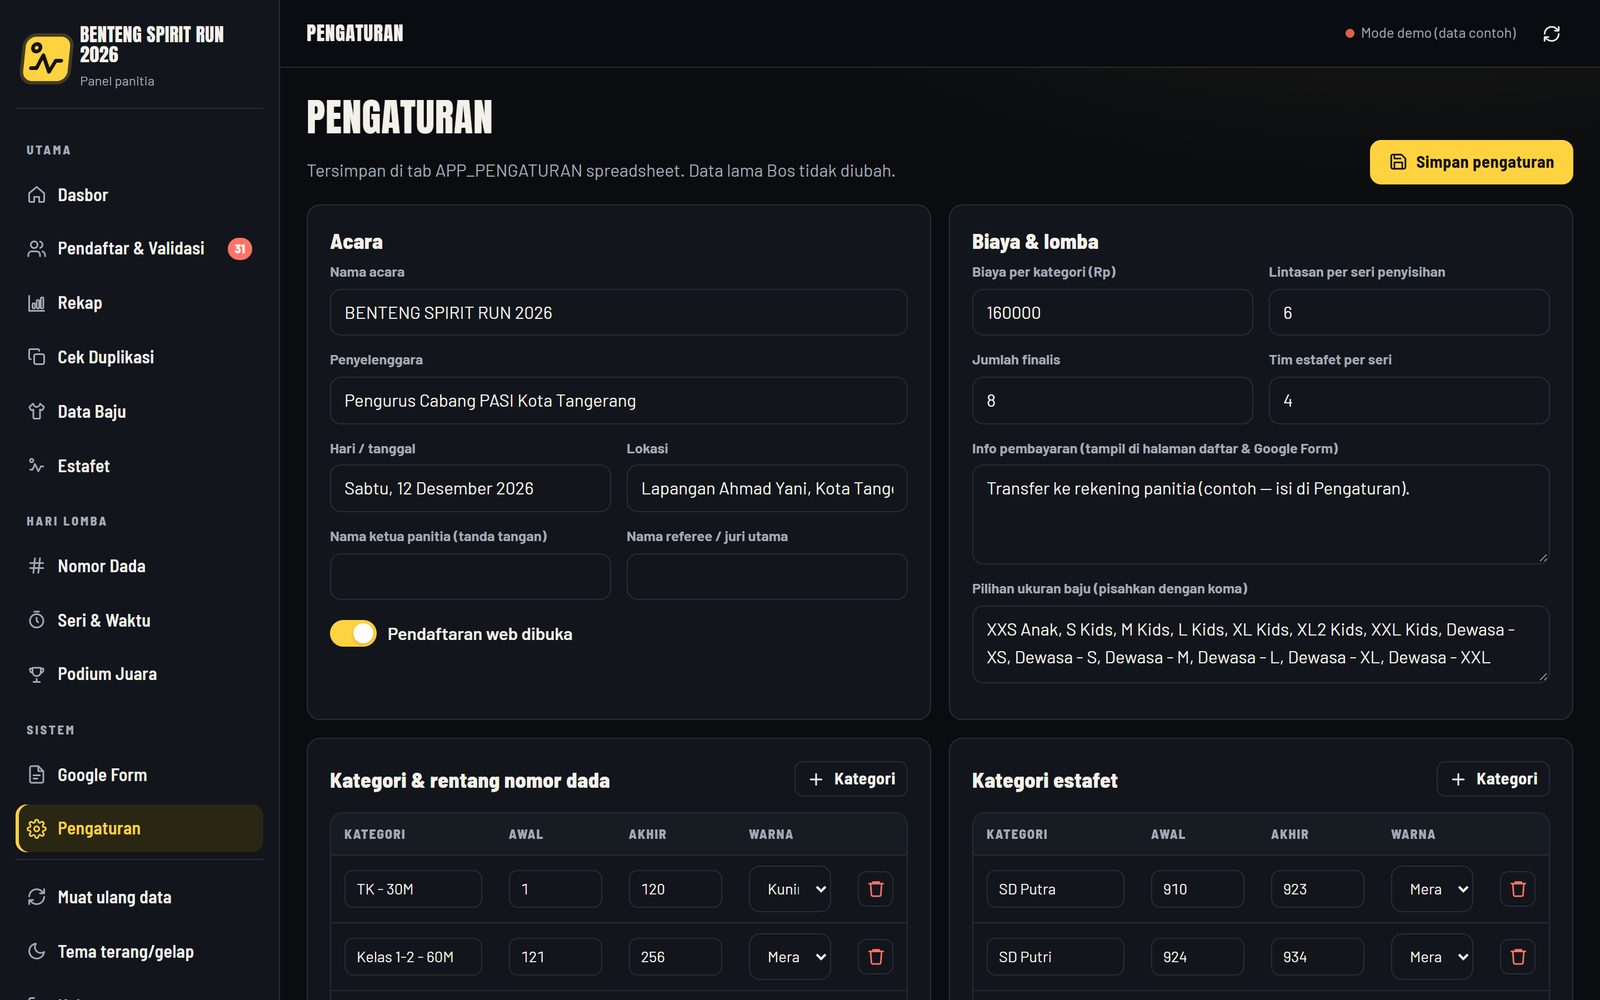 BENTENG SPIRIT RUN
2026
Panel panitia
UTAMA
Dasbor
Pendaftar & Validasi
31
Rekap
Cek Duplikasi
Data Baju
Estafet
HARI LOMBA
Nomor Dada
Seri & Waktu
Podium Juara
SISTEM
Google Form
Pengaturan
Muat ulang data
Tema terang/gelap
PENGATURAN
Mode demo (data contoh)
PENGATURAN
Tersimpan di tab APP_PENGATURAN spreadsheet. Data lama Bos tidak diubah.
Simpan pengaturan
Acara
Nama acara
BENTENG SPIRIT RUN 2026
Penyelenggara
Pengurus Cabang PASI Kota Tangerang
Hari / tanggal
Lokasi
Sabtu, 12 Desember 2026
Lapangan Ahmad Yani, Kota Tang
Nama ketua panitia (tanda tangan)
Nama referee / juri utama
Pendaftaran web dibuka
Biaya & lomba
Biaya per kategori (Rp)
Lintasan per seri penyisihan
160000
6
Jumlah finalis
Tim estafet per seri
8
4
Info pembayaran (tampil di halaman daftar & Google Form)
Transfer ke rekening panitia (contoh — isi di Pengaturan).
Pilihan ukuran baju (pisahkan dengan koma)
XXS Anak, S Kids, M Kids, L Kids, XL Kids, XL2 Kids, XXL Kids, Dewasa -
XS, Dewasa - S, Dewasa - M, Dewasa - L, Dewasa - XL, Dewasa - XXL
Kategori & rentang nomor dada
+ Kategori
KATEGORI AWAL AKHIR WARNA
TK - 30M 1 120 Kuni
Kelas 1-2 - 60M 121 256 Mera
Kategori estafet
+ Kategori
KATEGORI AWAL AKHIR WARNA
SD Putra 910 923 Mera
SD Putri 924 934 Mera